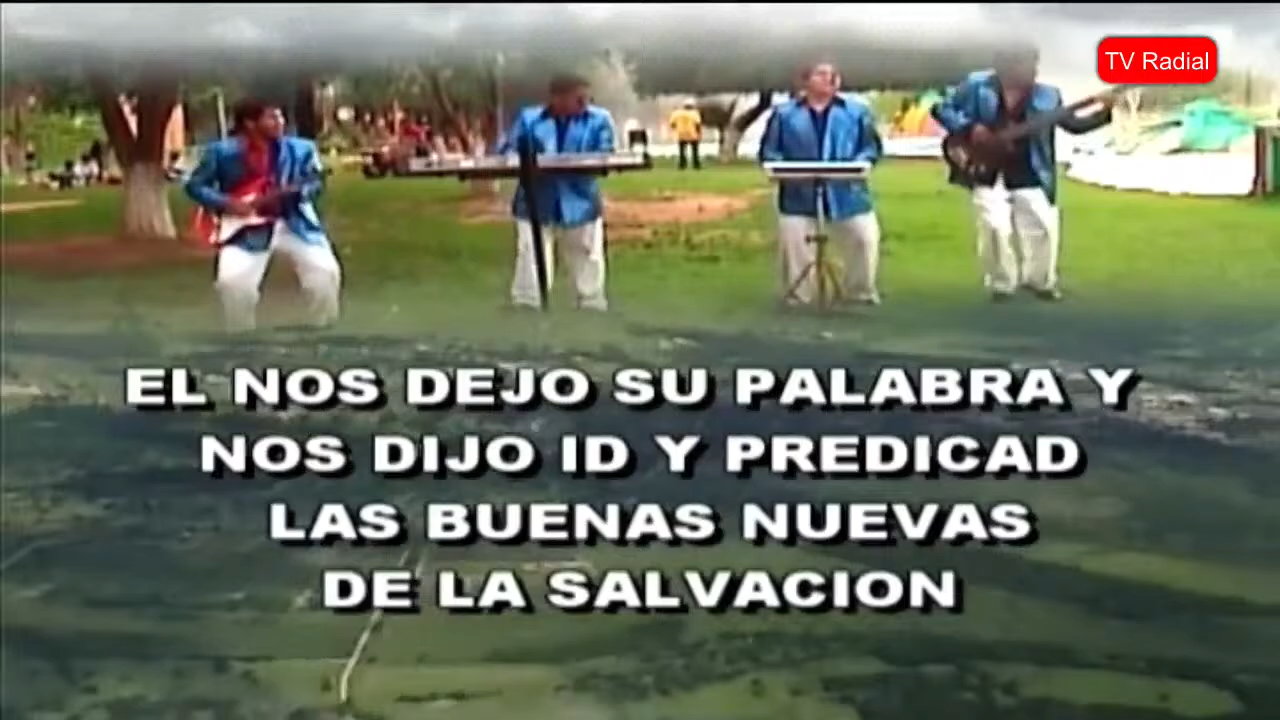 TV Radial
EL NOS DEJO SU PALABRA Y
NOS DIJO ID Y PREDICAD
LAS BUENAS NUEVAS
DE LA SALVACION